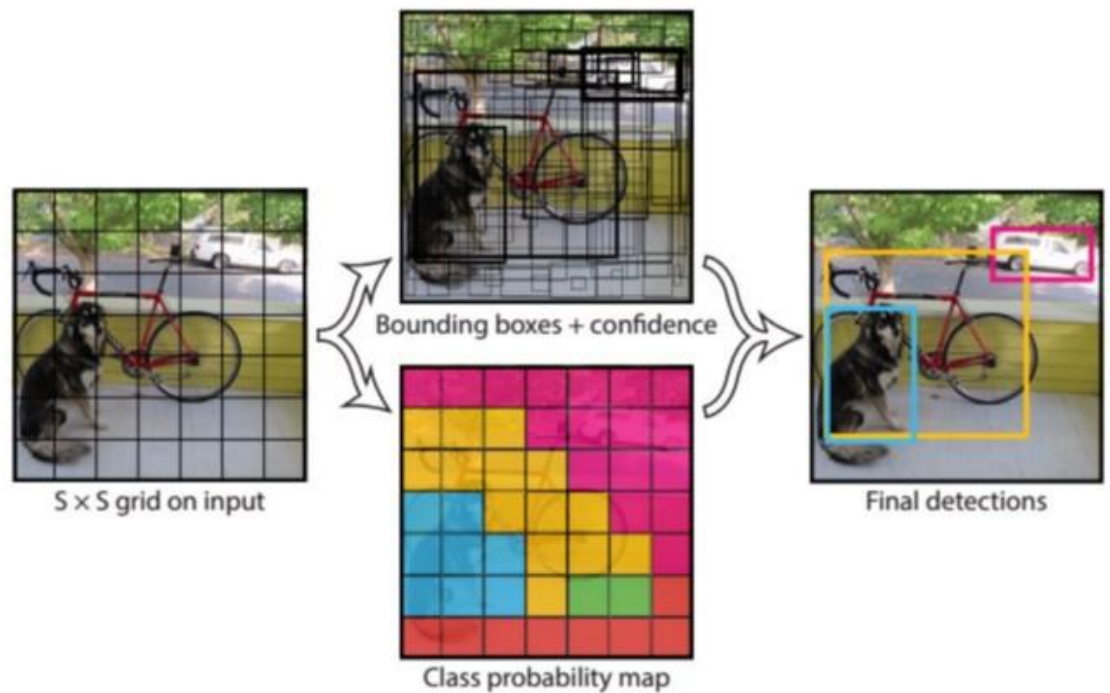 Bounding boxes + confidence
S × S grid on input
Final detections
Class probability map